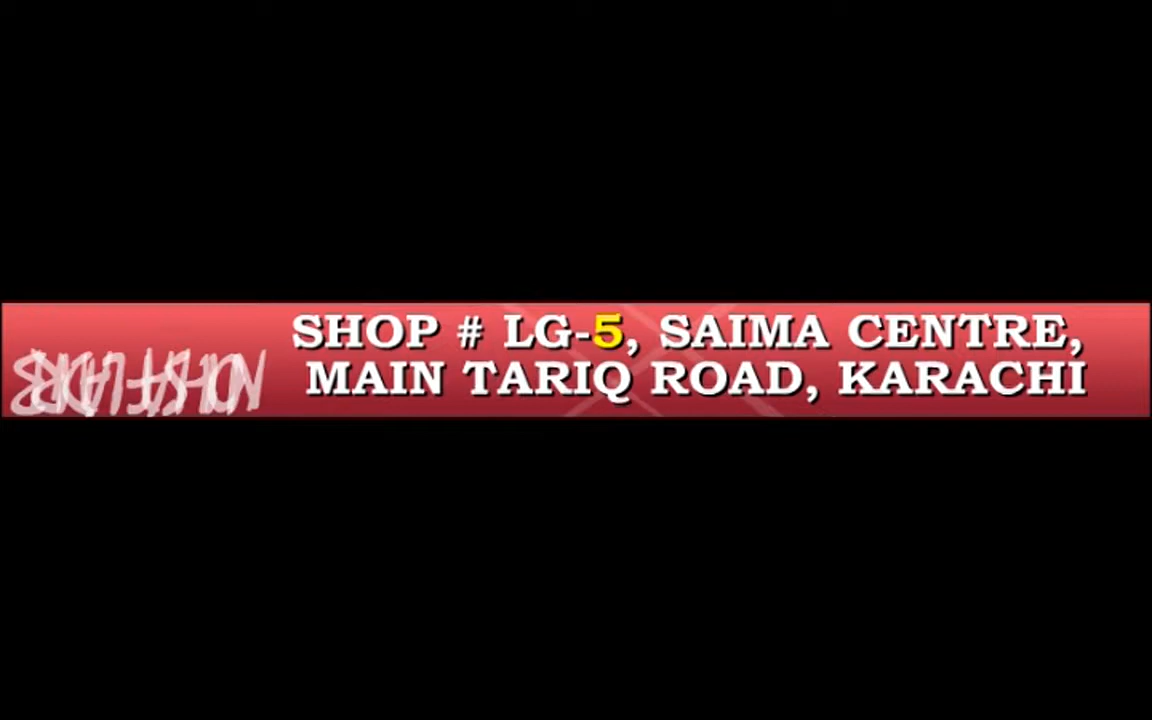 SHOP # LG-5, SAIMA CENTRE,
MAIN TARIQ ROAD, KARACHI